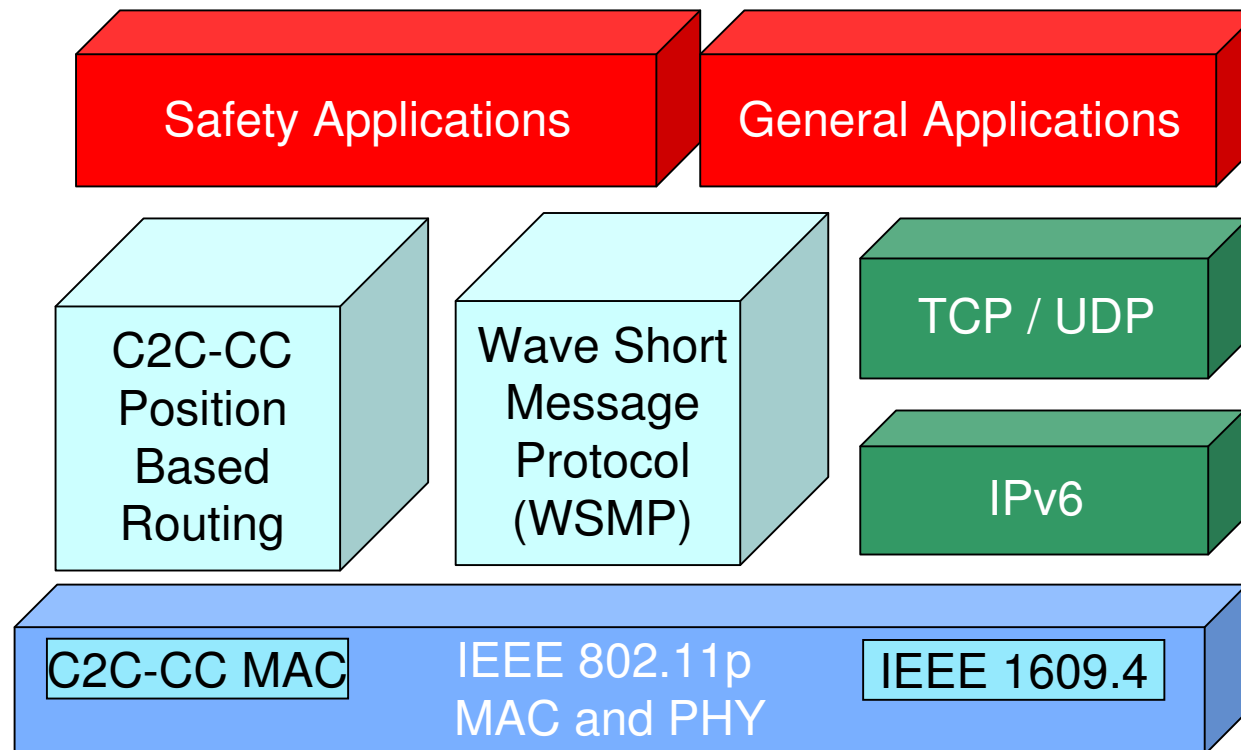 Safety Applications
General Applications
C2C-CC
Position
Based
Routing
Wave Short
Message
Protocol
(WSMP)
TCP / UDP
IPv6
C2C-CC MAC
IEEE 802.11p
MAC and PHY
IEEE 1609.4